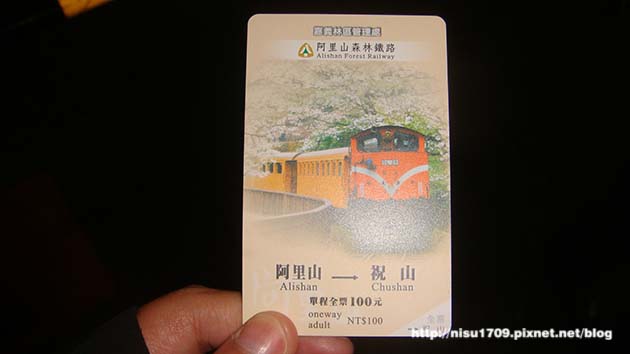 嘉義林區管理處
阿里山森林鐵路
Alishan Forest Railway
阿里山 → 祝山
Alishan Chushan
單程全票100元
oneway
adult NT$100
全票
http://nisu1709.pixnet.net/blog